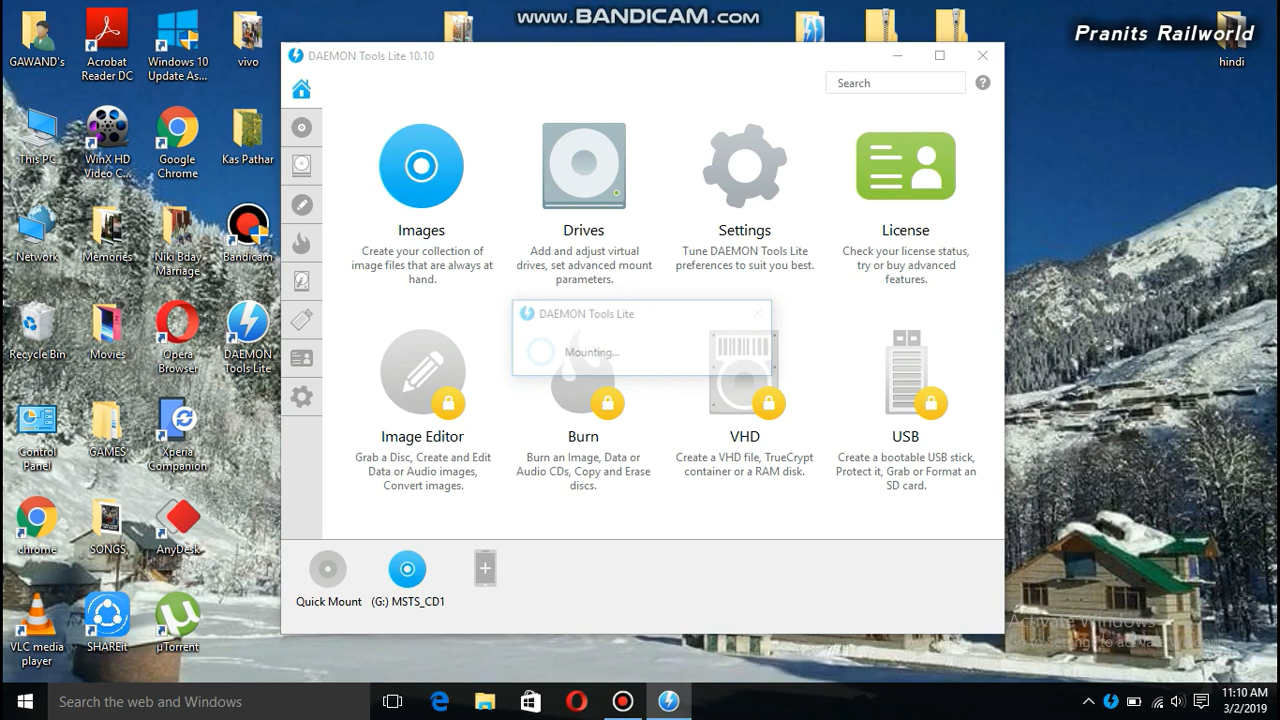 www.BANDICAM.com
Pranits Railworld
GAWAND's
Acrobat
Reader DC
Windows 10
Update As...
vivo
hindi
This PC
WinX HD
Video C...
Google
Chrome
Kas Pathar
Network
Memories
Niki Bday
Marriage
Bandicam
Recycle Bin
Movies
Opera
Browser
DAEMON
Tools Lite
Control
Panel
GAMES
Xperia
Companion
chrome
SONGS
AnyDesk
VLC media
player
SHAREit
µTorrent
DAEMON Tools Lite 10.10
Search
?
Images
Create your collection of
image files that are always at
hand.
Drives
Add and adjust virtual
drives, set advanced mount
parameters.
Settings
Tune DAEMON Tools Lite
preferences to suit you best.
License
Check your license status,
try or buy advanced
features.
DAEMON Tools Lite
Mounting...
Image Editor
Grab a Disc, Create and Edit
Data or Audio images,
Convert images.
Burn
Burn an Image, Data or
Audio CDs, Copy and Erase
discs.
VHD
Create a VHD file, TrueCrypt
container or a RAM disk.
USB
Create a bootable USB stick,
Protect it, Grab or Format an
SD card.
Quick Mount
(G:) MSTS_CD1
Activate Windows
Go to Settings to activate
Search the web and Windows
11:10 AM
3/2/2019